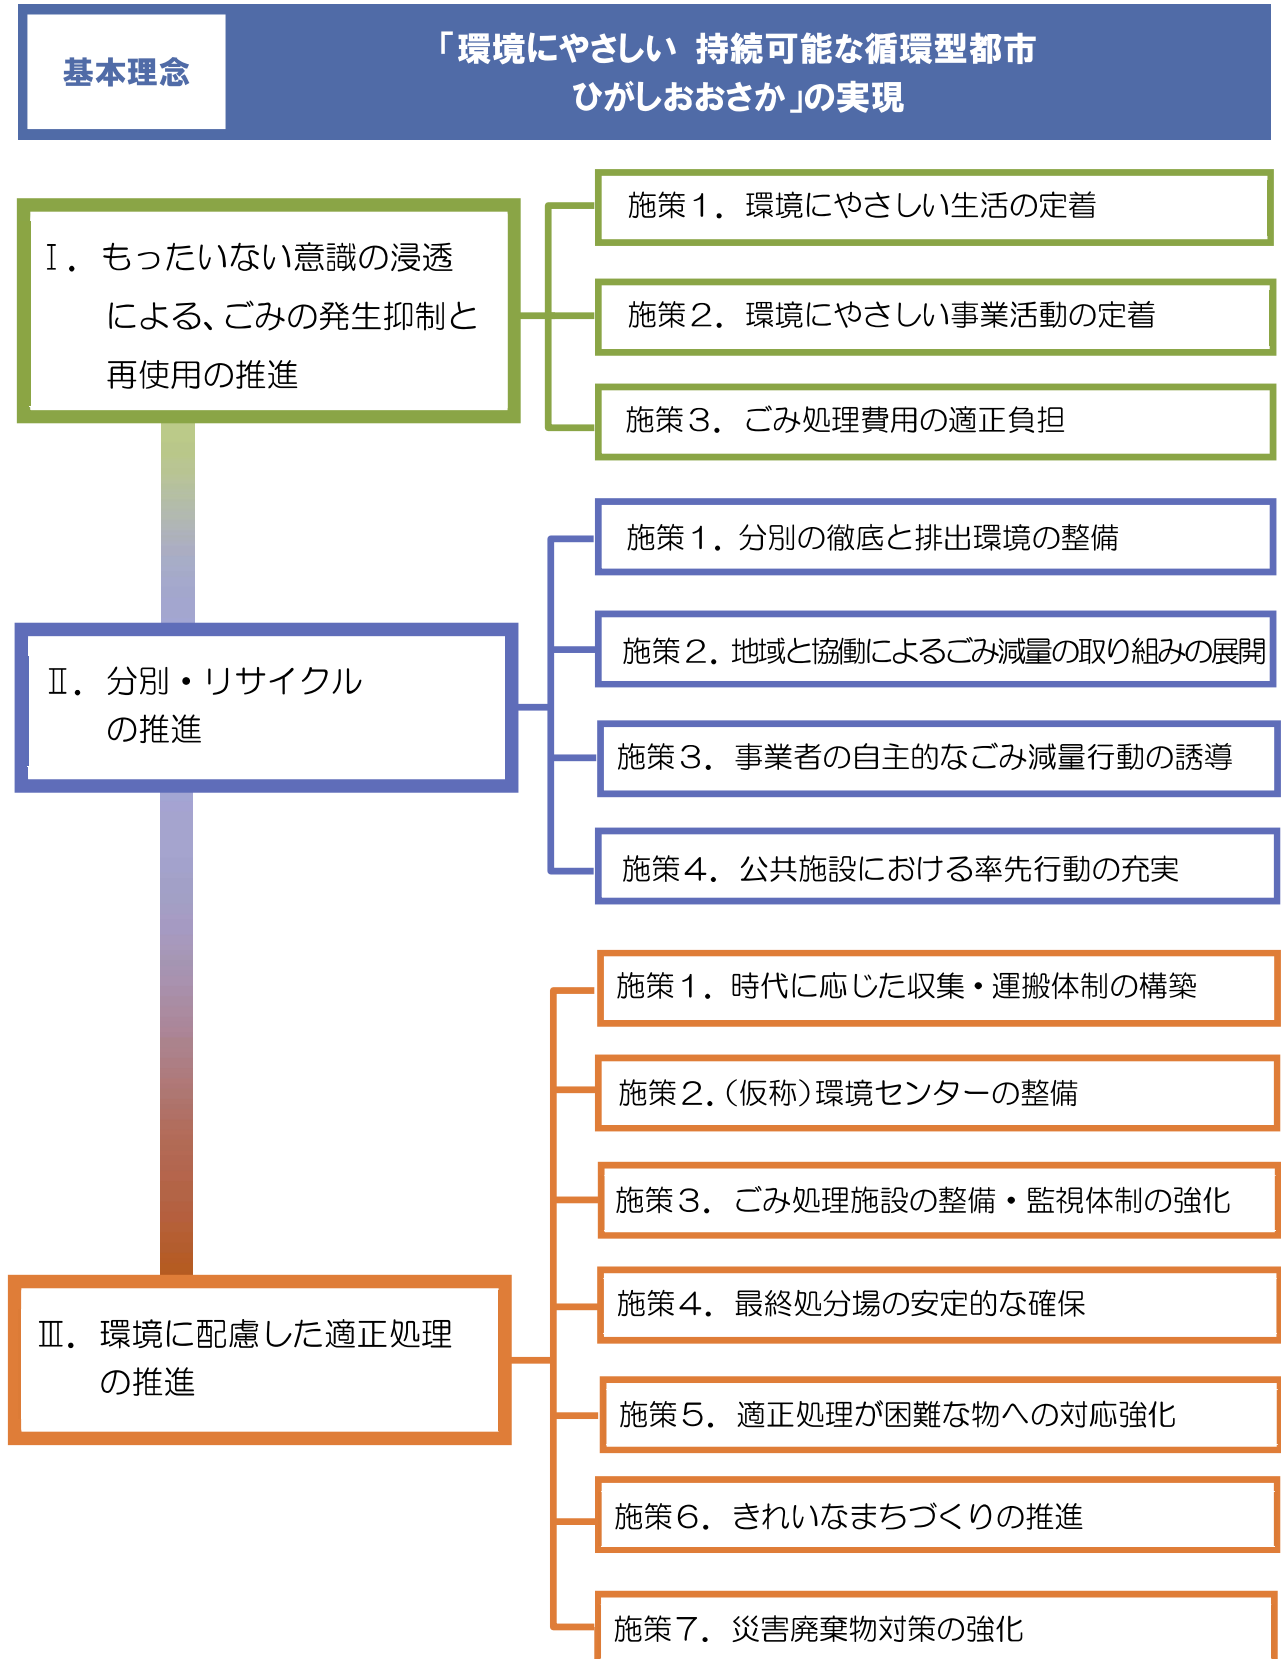 基本理念
「環境にやさしい 持続可能な循環型都市
ひがしおおさか」の実現
Ⅰ．もったいない意識の浸透
による、ごみの発生抑制と
再使用の推進
施策１．環境にやさしい生活の定着
施策２．環境にやさしい事業活動の定着
施策３．ごみ処理費用の適正負担
Ⅱ．分別・リサイクル
の推進
施策１．分別の徹底と排出環境の整備
施策２．地域と協働によるごみ減量の取り組みの展開
施策３．事業者の自主的なごみ減量行動の誘導
施策４．公共施設における率先行動の充実
Ⅲ．環境に配慮した適正処理
の推進
施策１．時代に応じた収集・運搬体制の構築
施策２．（仮称）環境センターの整備
施策３．ごみ処理施設の整備・監視体制の強化
施策４．最終処分場の安定的な確保
施策５．適正処理が困難な物への対応強化
施策６．きれいなまちづくりの推進
施策７．災害廃棄物対策の強化